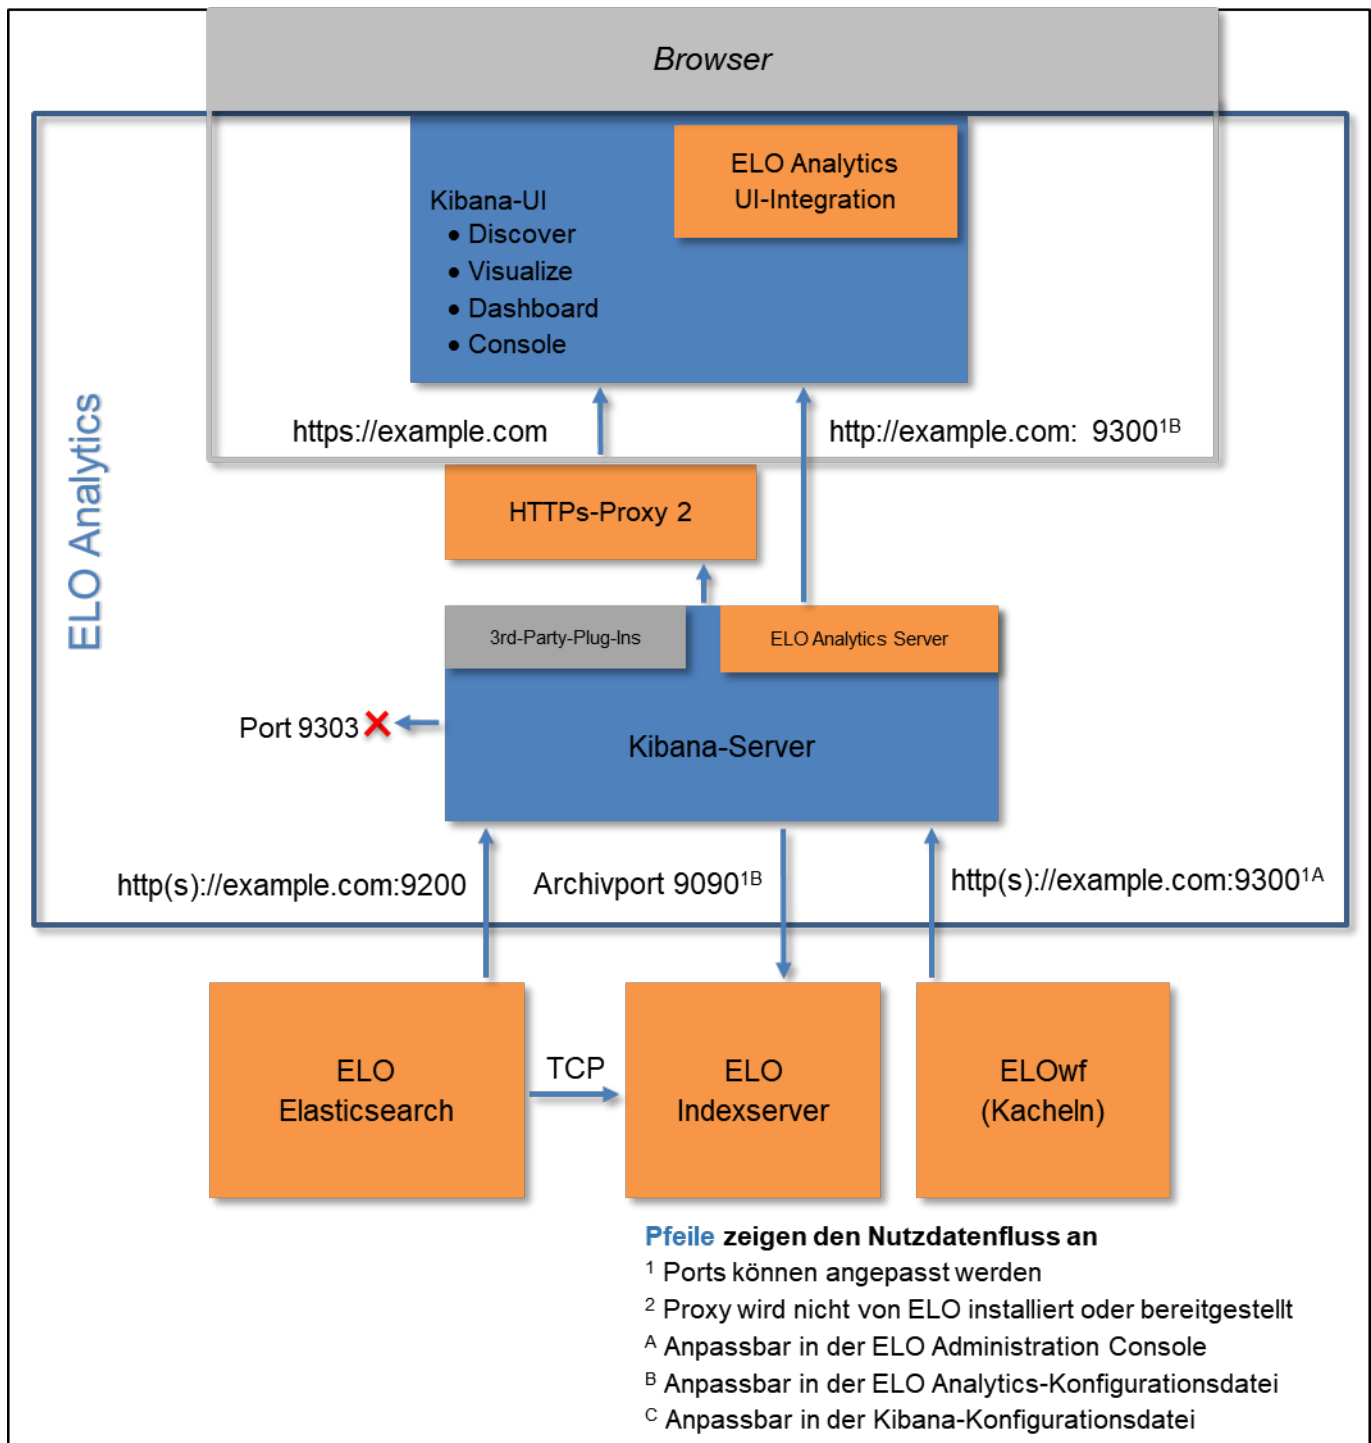 Browser
ELO Analytics
UI-Integration
Kibana-UI
• Discover
• Visualize
• Dashboard
• Console
https://example.com
http://example.com: 9300¹ᴮ
ELO Analytics
HTTPs-Proxy 2
3rd-Party-Plug-Ins
ELO Analytics Server
Port 9303
Kibana-Server
http(s)://example.com:9200
Archivport 9090¹ᴮ
http(s)://example.com:9300¹ᴬ
ELO
Elasticsearch
TCP
ELO
Indexserver
ELOwf
(Kacheln)
Pfeile zeigen den Nutzdatenfluss an
¹ Ports können angepasst werden
² Proxy wird nicht von ELO installiert oder bereitgestellt
ᴬ Anpassbar in der ELO Administration Console
ᴮ Anpassbar in der ELO Analytics-Konfigurationsdatei
ᶜ Anpassbar in der Kibana-Konfigurationsdatei